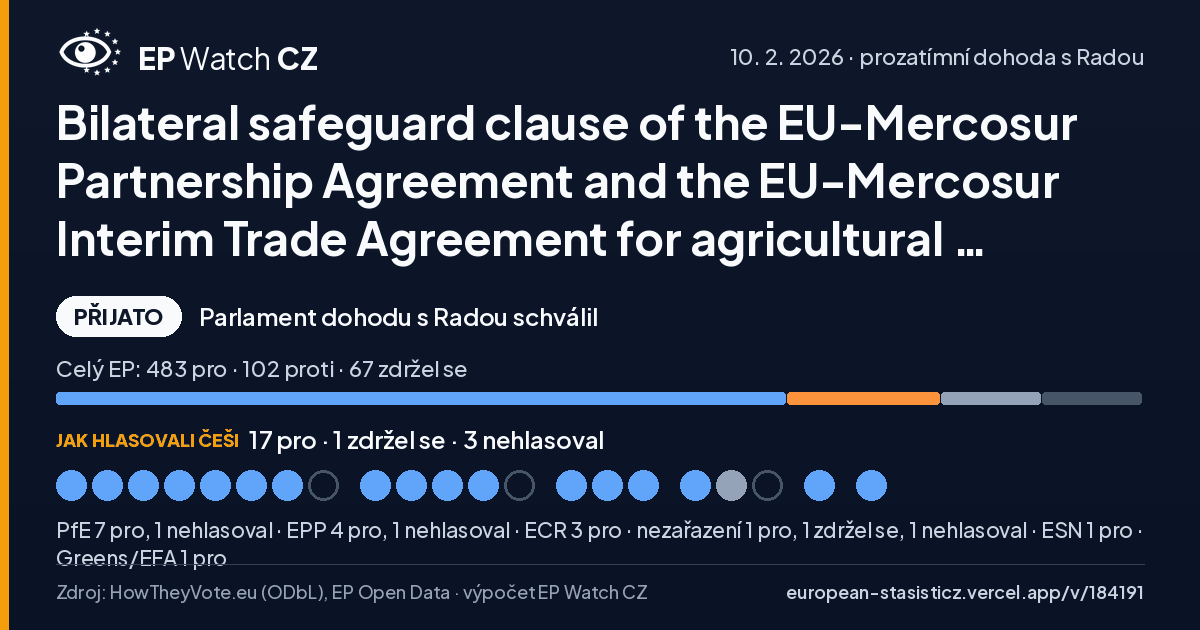 EP Watch CZ
10. 2. 2026 · prozatímní dohoda s Radou
Bilateral safeguard clause of the EU–Mercosur
Partnership Agreement and the EU–Mercosur
Interim Trade Agreement for agricultural …
PŘIJATO Parlament dohodu s Radou schválil
Celý EP: 483 pro · 102 proti · 67 zdržel se
JAK HLASOVALI ČEŠI 17 pro · 1 zdržel se · 3 nehlasoval
PfE 7 pro, 1 nehlasoval · EPP 4 pro, 1 nehlasoval · ECR 3 pro · nezařazení 1 pro, 1 zdržel se, 1 nehlasoval · ESN 1 pro ·
Greens/EFA 1 pro
Zdroj: HowTheyVote.eu (ODbL), EP Open Data · výpočet EP Watch CZ
european-stasisticz.vercel.app/v/184191